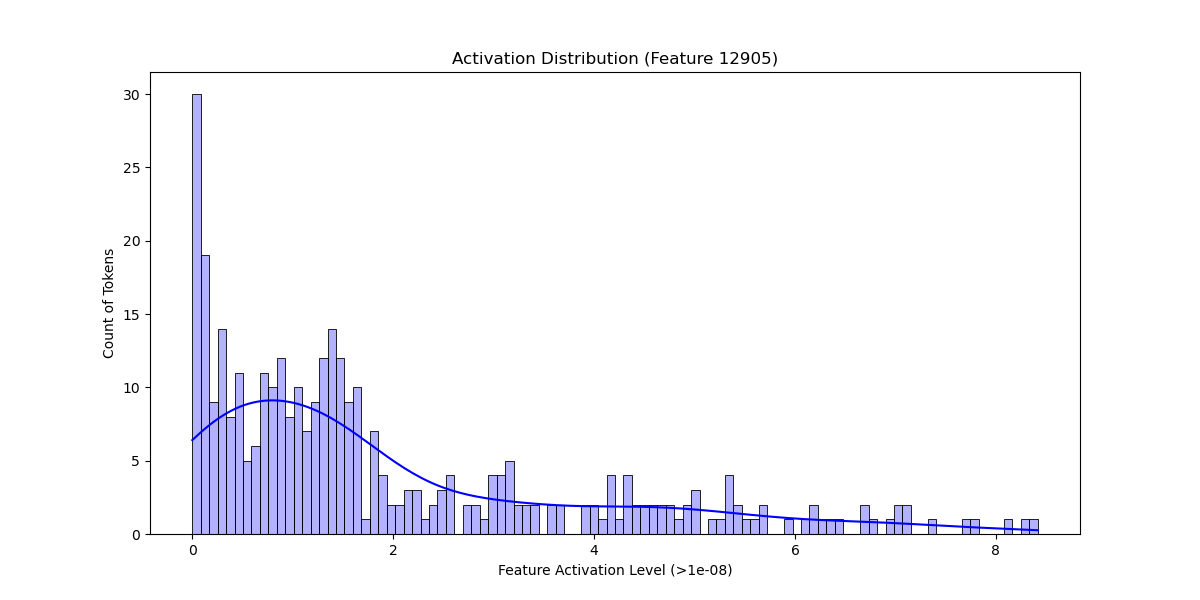 Activation Distribution (Feature 12905)
30
25
20
15
10
5
0
Count of Tokens
0 2 4 6 8
Feature Activation Level (>1e-08)